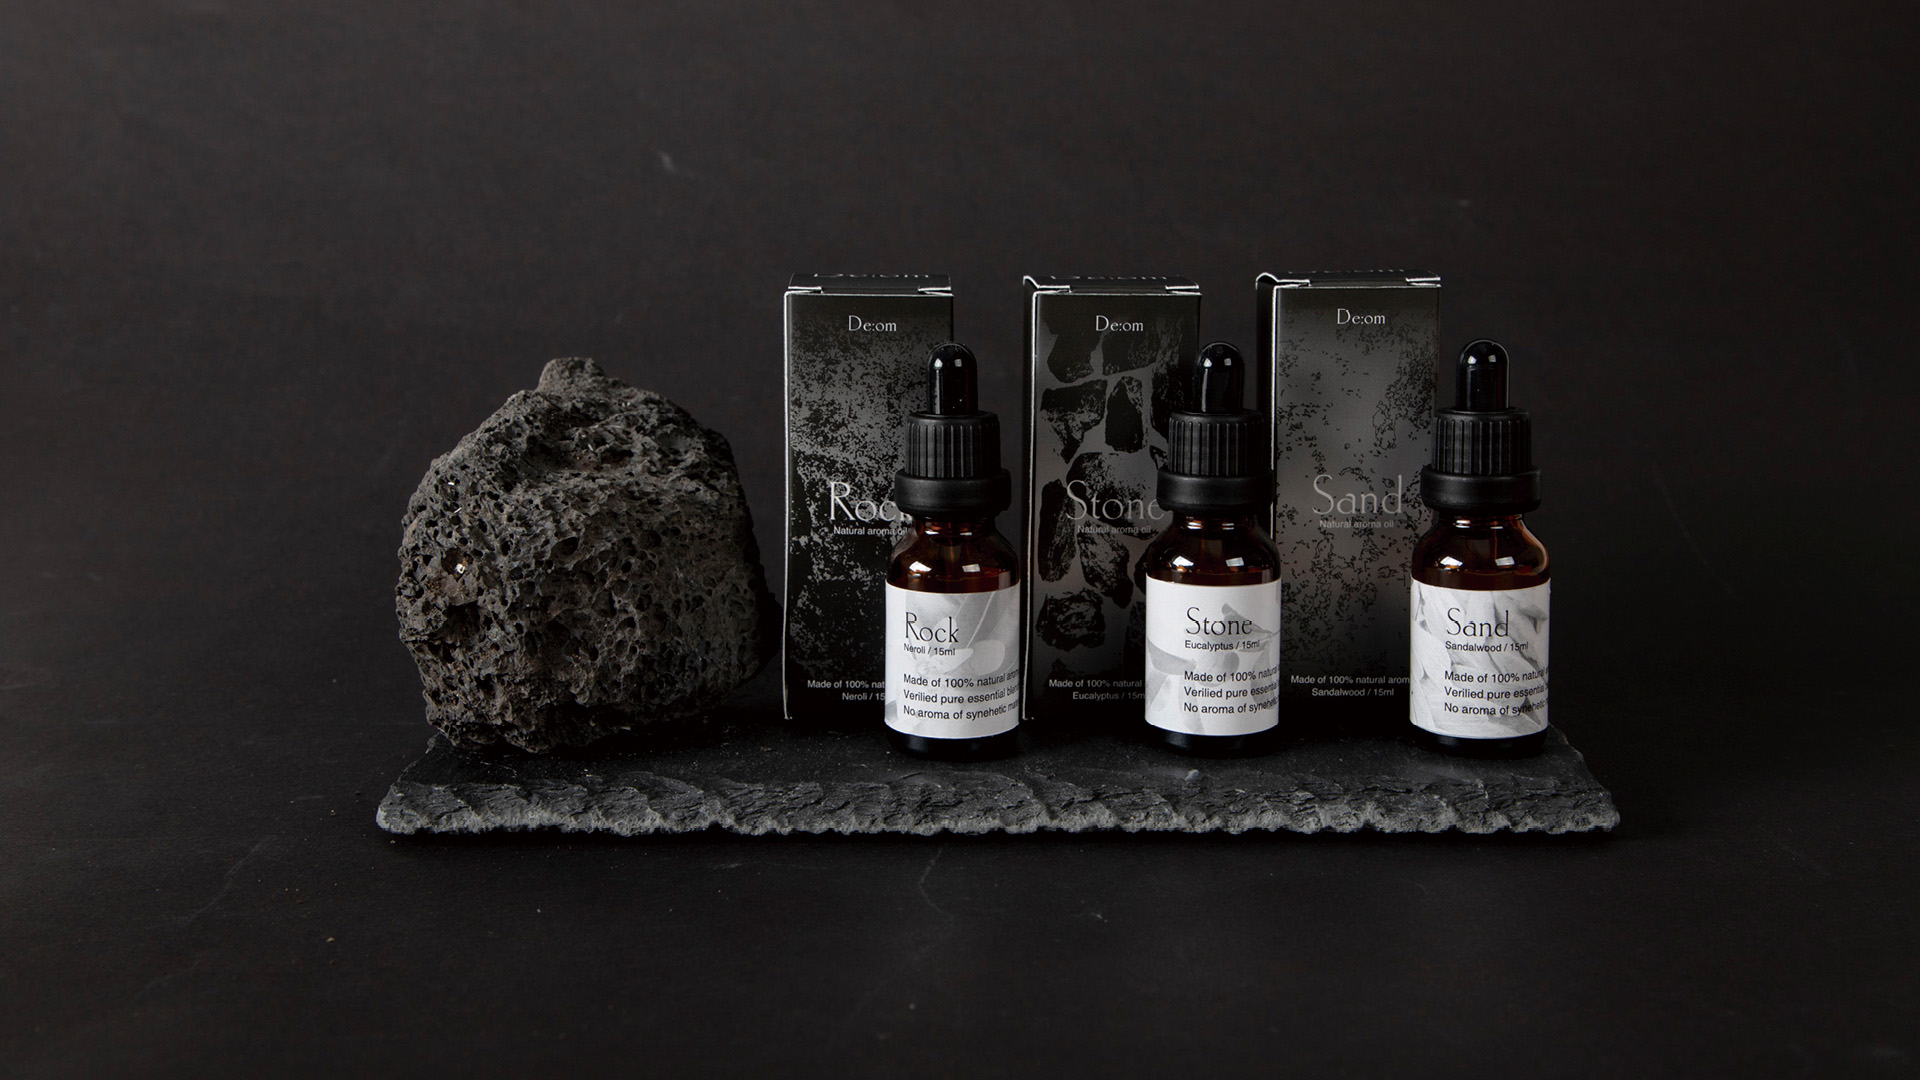 De:om
Rock
Natural aroma oil
Made of 100%
Neroli /
De:om
Stone
Natural aroma oil
Made of 100% natural
Eucalyptus / 15m
De:om
Sand
Natural aroma oil
Made of 100% natural arom
Sandalwood / 15ml
Rock
Neroli / 15ml
Made of 100% natural
Verilied pure essential
No aroma of synehetic
Stone
Eucalyptus / 15ml
Made of 100% natural
Verilied pure essential
No aroma of synehetic
Sand
Sandalwood / 15ml
Made of 100% natural
Verilied pure essential
No aroma of synehetic